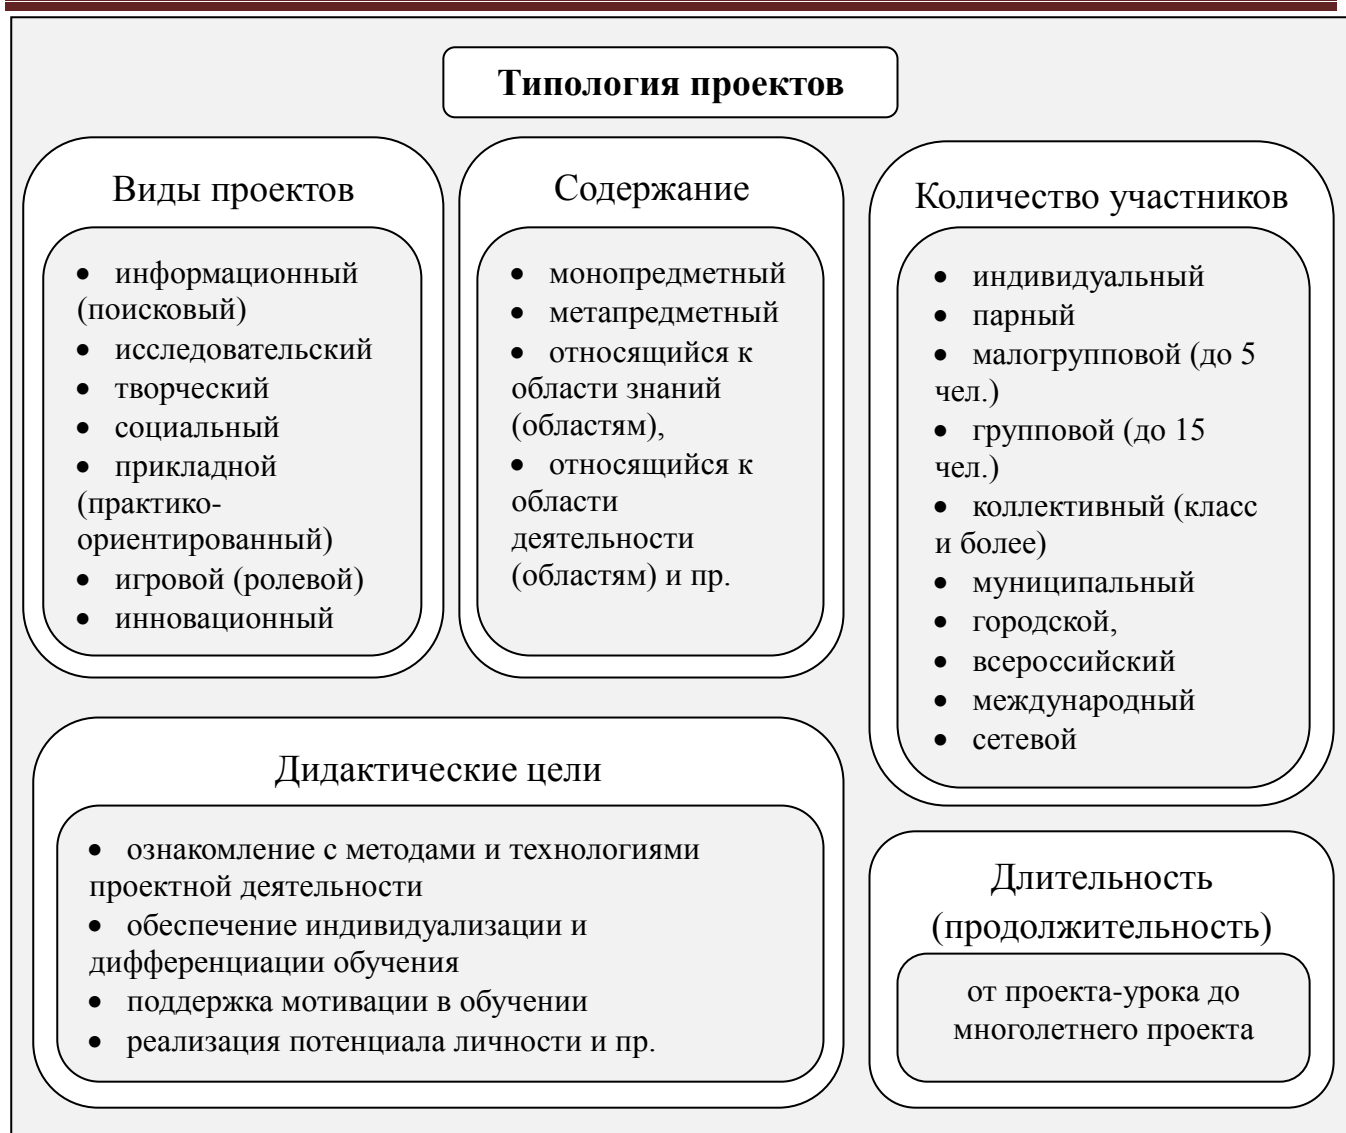 Типология проектов
Виды проектов
• информационный
(поисковый)
• исследовательский
• творческий
• социальный
• прикладной
(практико-
ориентированный)
• игровой (ролевой)
• инновационный
Содержание
• монопредметный
• метапредметный
• относящийся к
области знаний
(областям),
• относящийся к
области
деятельности
(областям) и пр.
Количество участников
• индивидуальный
• парный
• малогрупповой (до 5
чел.)
• групповой (до 15
чел.)
• коллективный (класс
и более)
• муниципальный
• городской,
• всероссийский
• международный
• сетевой
Дидактические цели
• ознакомление с методами и технологиями
проектной деятельности
• обеспечение индивидуализации и
дифференциации обучения
• поддержка мотивации в обучении
• реализация потенциала личности и пр.
Длительность
(продолжительность)
от проекта-урока до
многолетнего проекта